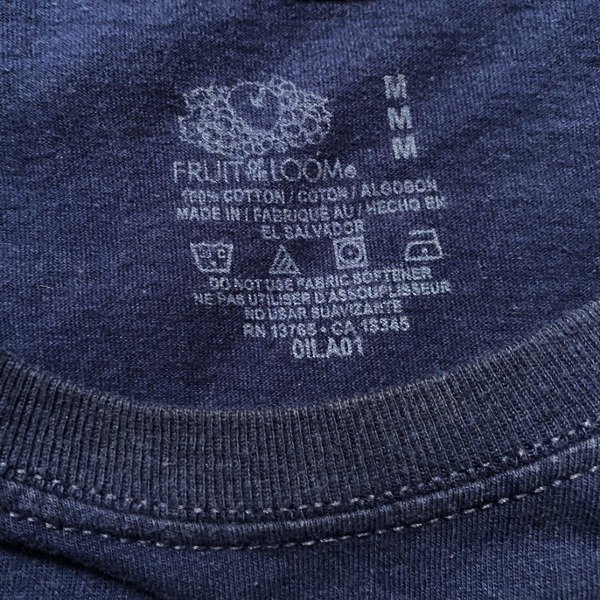 FRUIT OF THE LOOM®
M
M
M
100% COTTON / COTON / ALGODON
MADE IN / FABRIQUE AU / HECHO EN
EL SALVADOR
DO NOT USE FABRIC SOFTENER
NE PAS UTILISER D'ASSOUPLISSEUR
NO USAR SUAVIZANTE
RN 13765 • CA 15345
OILA01